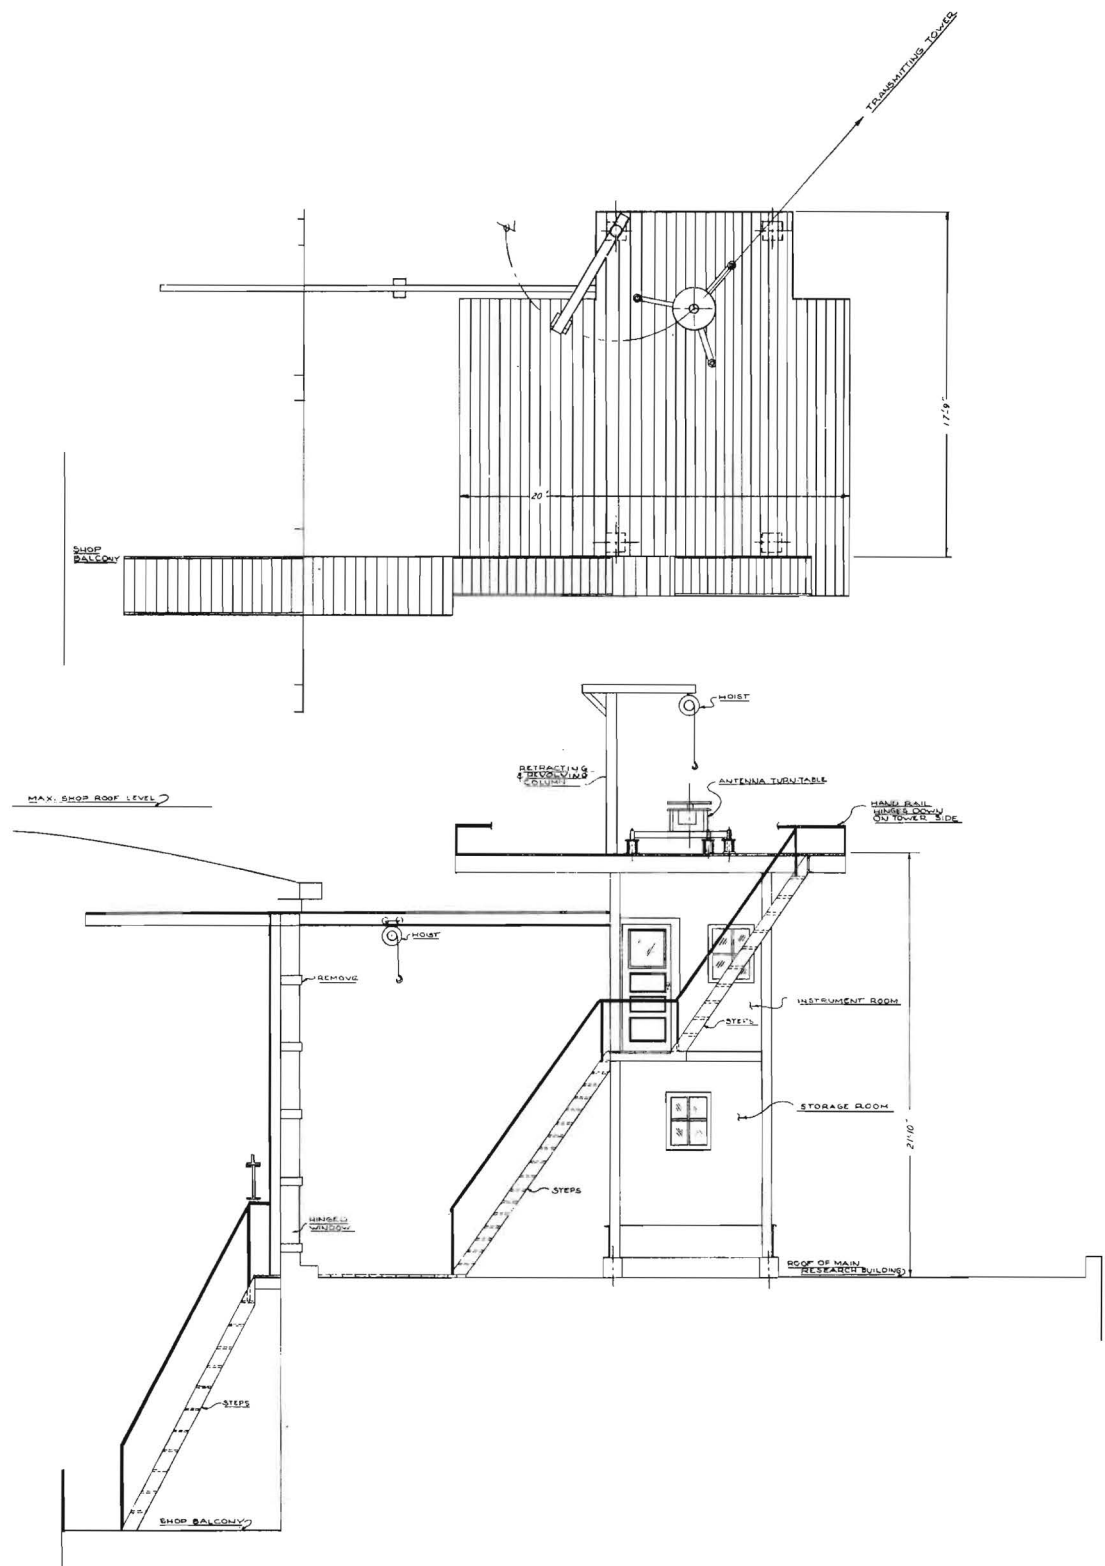 TRANSMITTING TOWER
℄
17'-9"
20'
SHOP
BALCONY
HOIST
RETRACTING
& REVOLVING
COLUMN
ANTENNA TURN-TABLE
MAX. SHOP ROOF LEVEL
HAND RAIL
HINGES DOWN
ON TOWER SIDE
HOIST
REMOVE
INSTRUMENT ROOM
STEPS
STORAGE ROOM
21'-10"
STEPS
HINGED
WINDOW
ROOF OF MAIN
RESEARCH BUILDING
STEPS
SHOP BALCONY